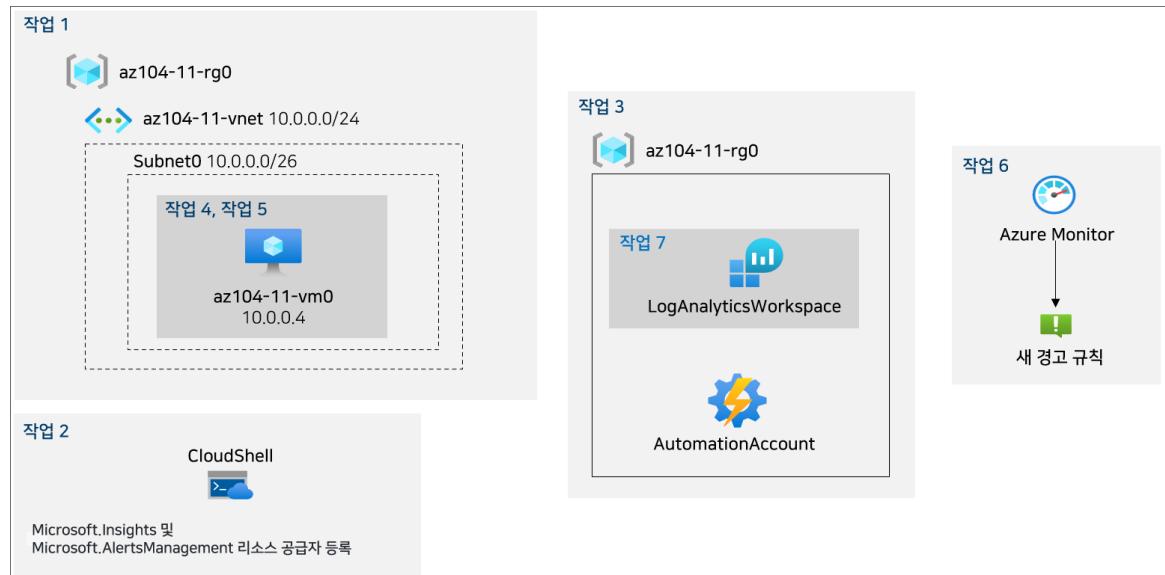 작업 1
az104-11-rg0
az104-11-vnet 10.0.0.0/24
Subnet0 10.0.0.0/26
작업 4, 작업 5
az104-11-vm0
10.0.0.4
작업 2
CloudShell
Microsoft.Insights 및
Microsoft.AlertsManagement 리소스 공급자 등록
작업 3
az104-11-rg0
작업 7
LogAnalyticsWorkspace
AutomationAccount
작업 6
Azure Monitor
새 경고 규칙